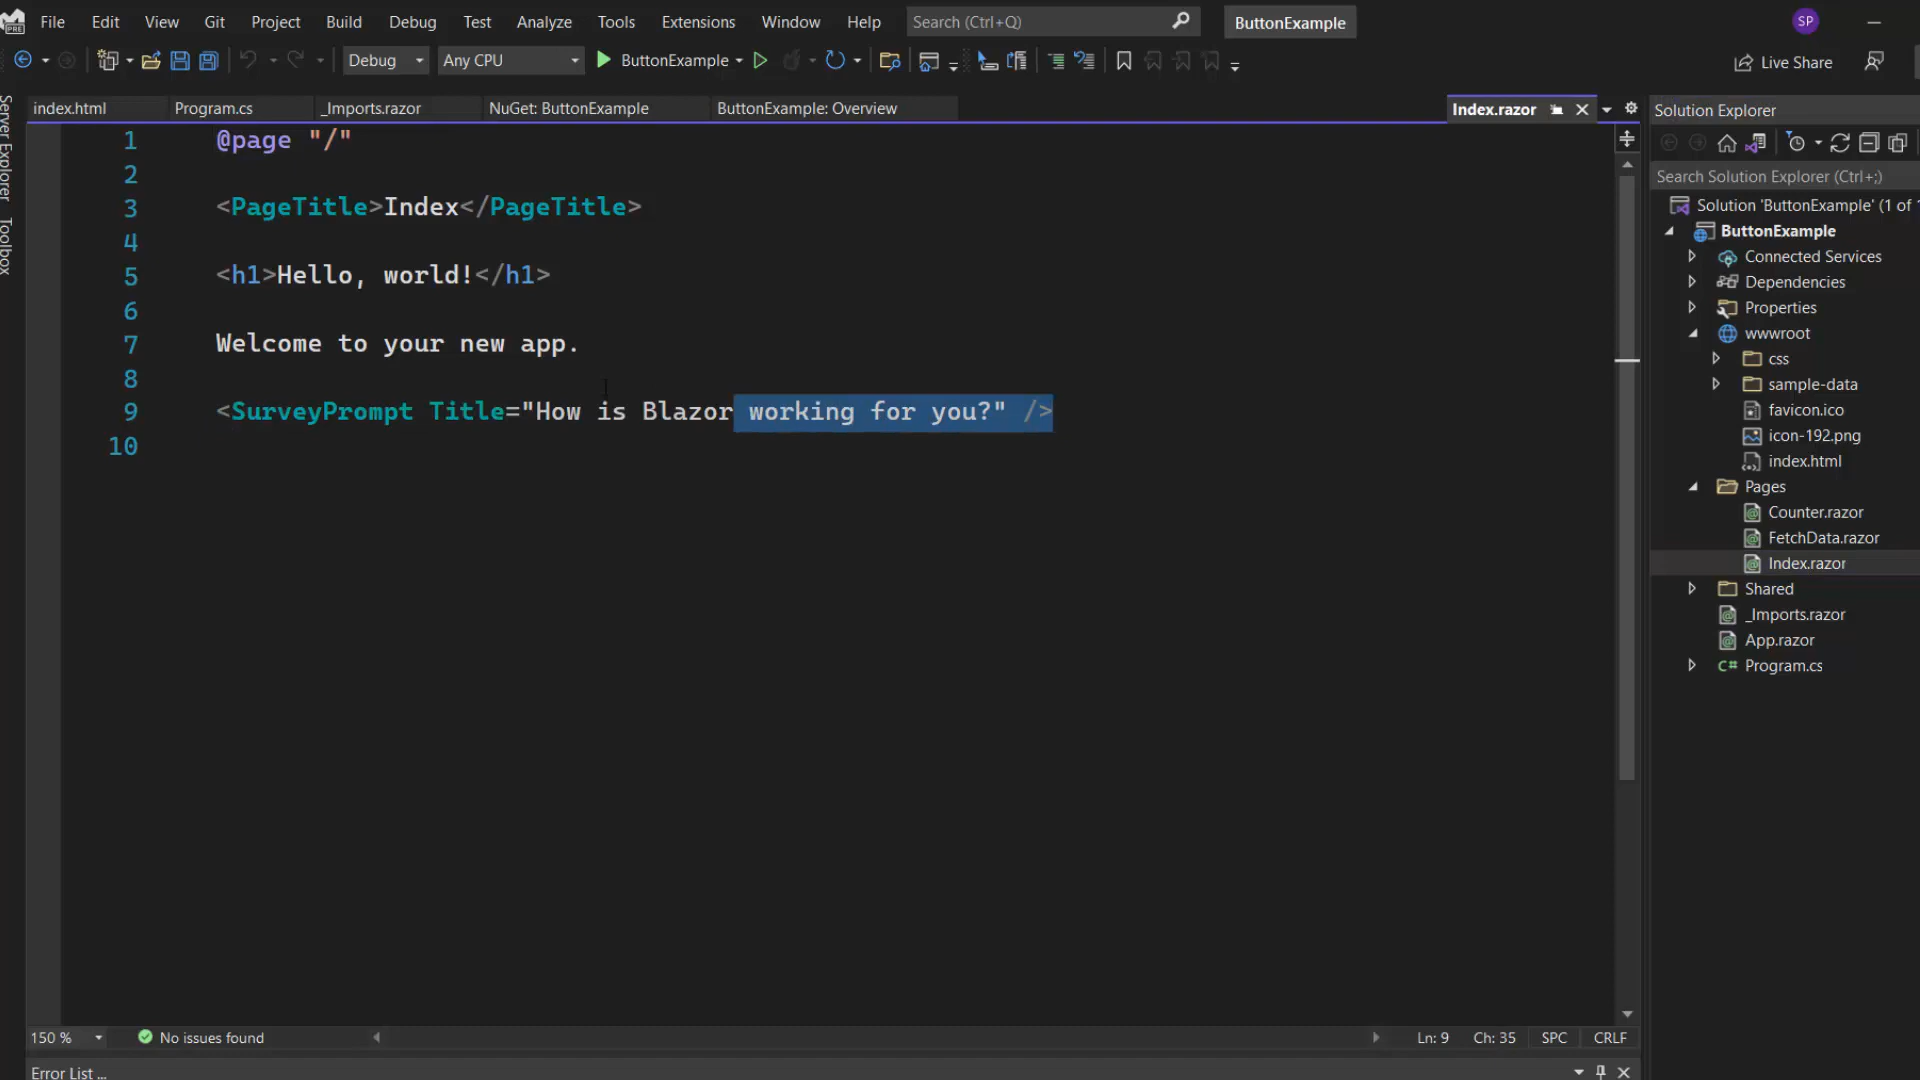 File Edit View Git Project Build Debug Test Analyze Tools Extensions Window Help Search (Ctrl+Q) ButtonExample SP
PRE
Debug Any CPU ButtonExample Live Share
index.html Program.cs _Imports.razor NuGet: ButtonExample ButtonExample: Overview Index.razor
Server Explorer
Toolbox
1 @page "/"
2
3 <PageTitle>Index</PageTitle>
4
5 <h1>Hello, world!</h1>
6
7 Welcome to your new app.
8
9 <SurveyPrompt Title="How is Blazor working for you?" />
10
Solution Explorer
Search Solution Explorer (Ctrl+;)
Solution 'ButtonExample' (1 of 1
ButtonExample
Connected Services
Dependencies
Properties
wwwroot
css
sample-data
favicon.ico
icon-192.png
index.html
Pages
Counter.razor
FetchData.razor
Index.razor
Shared
_Imports.razor
App.razor
C# Program.cs
150 % No issues found Ln: 9 Ch: 35 SPC CRLF
Error List ...